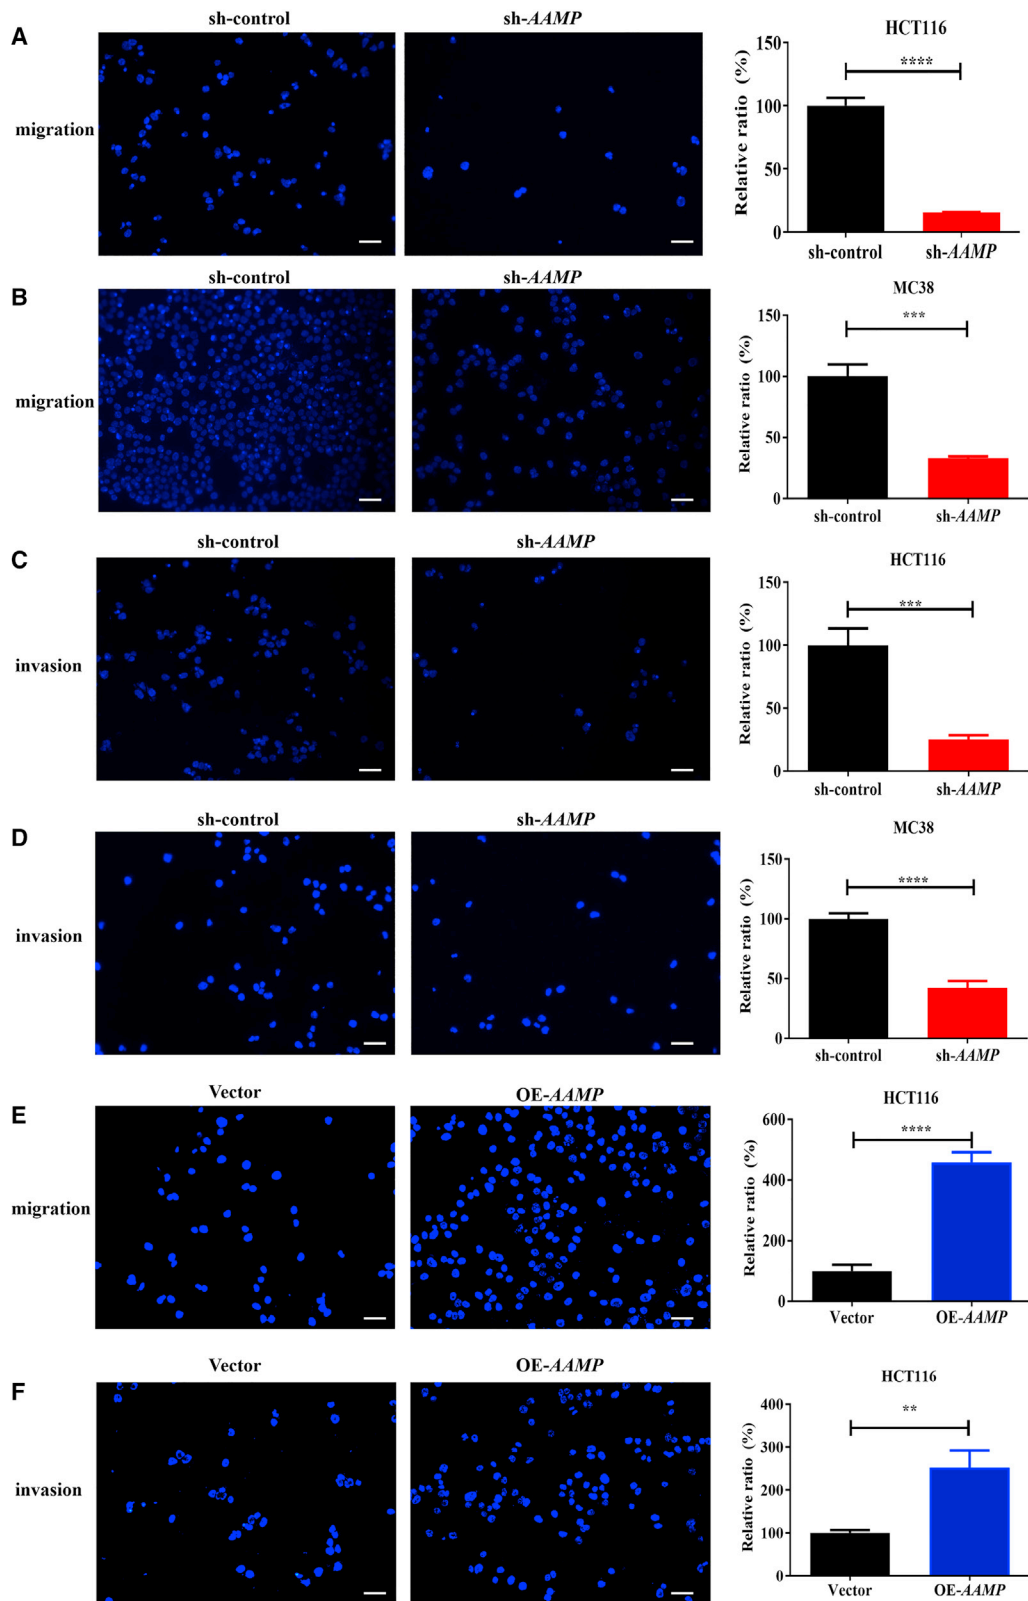 A
sh-control
sh-AAMP
migration
HCT116
Relative ratio (%)
150
100
50
0
****
sh-control
sh-AAMP
B
sh-control
sh-AAMP
migration
MC38
Relative ratio (%)
150
100
50
0
***
sh-control
sh-AAMP
C
sh-control
sh-AAMP
invasion
HCT116
Relative ratio (%)
150
100
50
0
***
sh-control
sh-AAMP
D
sh-control
sh-AAMP
invasion
MC38
Relative ratio (%)
150
100
50
0
****
sh-control
sh-AAMP
E
Vector
OE-AAMP
migration
HCT116
Relative ratio (%)
600
400
200
0
****
Vector
OE-AAMP
F
Vector
OE-AAMP
invasion
HCT116
Relative ratio (%)
400
300
200
100
0
**
Vector
OE-AAMP